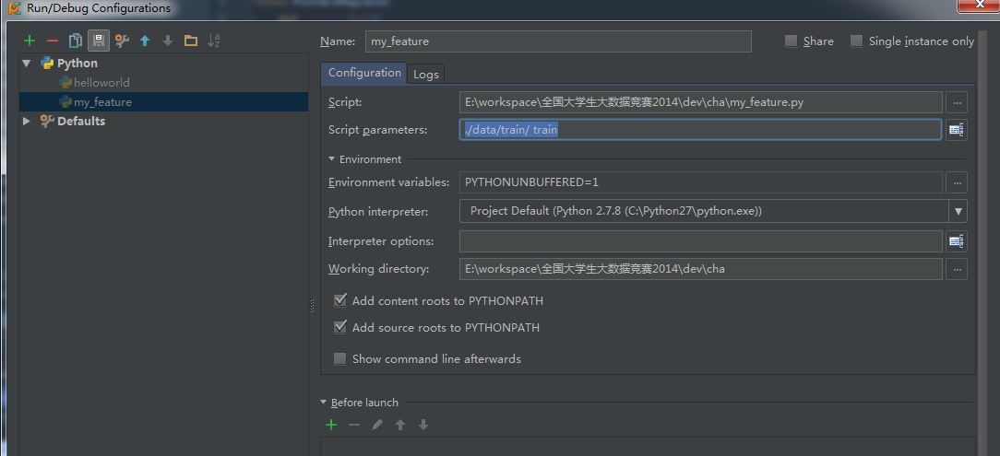 Run/Debug Configurations
Name: my_feature Share Single instance only
Python
helloworld
my_feature
Defaults
Configuration Logs
Script: E:\workspace\全国大学生大数据竞赛2014\dev\cha\my_feature.py ...
Script parameters: ./data/train/ train
Environment
Environment variables: PYTHONUNBUFFERED=1 ...
Python interpreter: Project Default (Python 2.7.8 (C:\Python27\python.exe))
Interpreter options:
Working directory: E:\workspace\全国大学生大数据竞赛2014\dev\cha ...
Add content roots to PYTHONPATH
Add source roots to PYTHONPATH
Show command line afterwards
Before launch